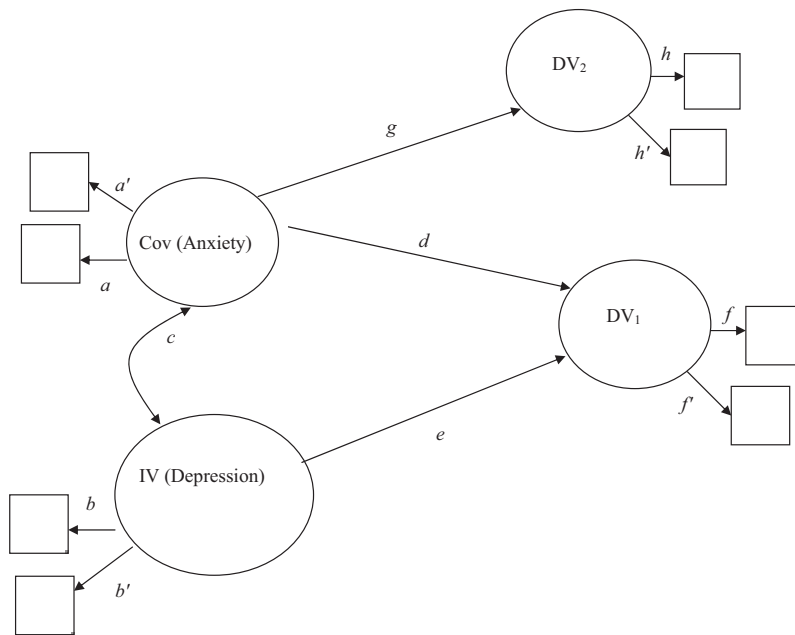 DV₂
h
h'
g
a'
Cov (Anxiety)
a
d
c
DV₁
f
f'
e
IV (Depression)
b
b'